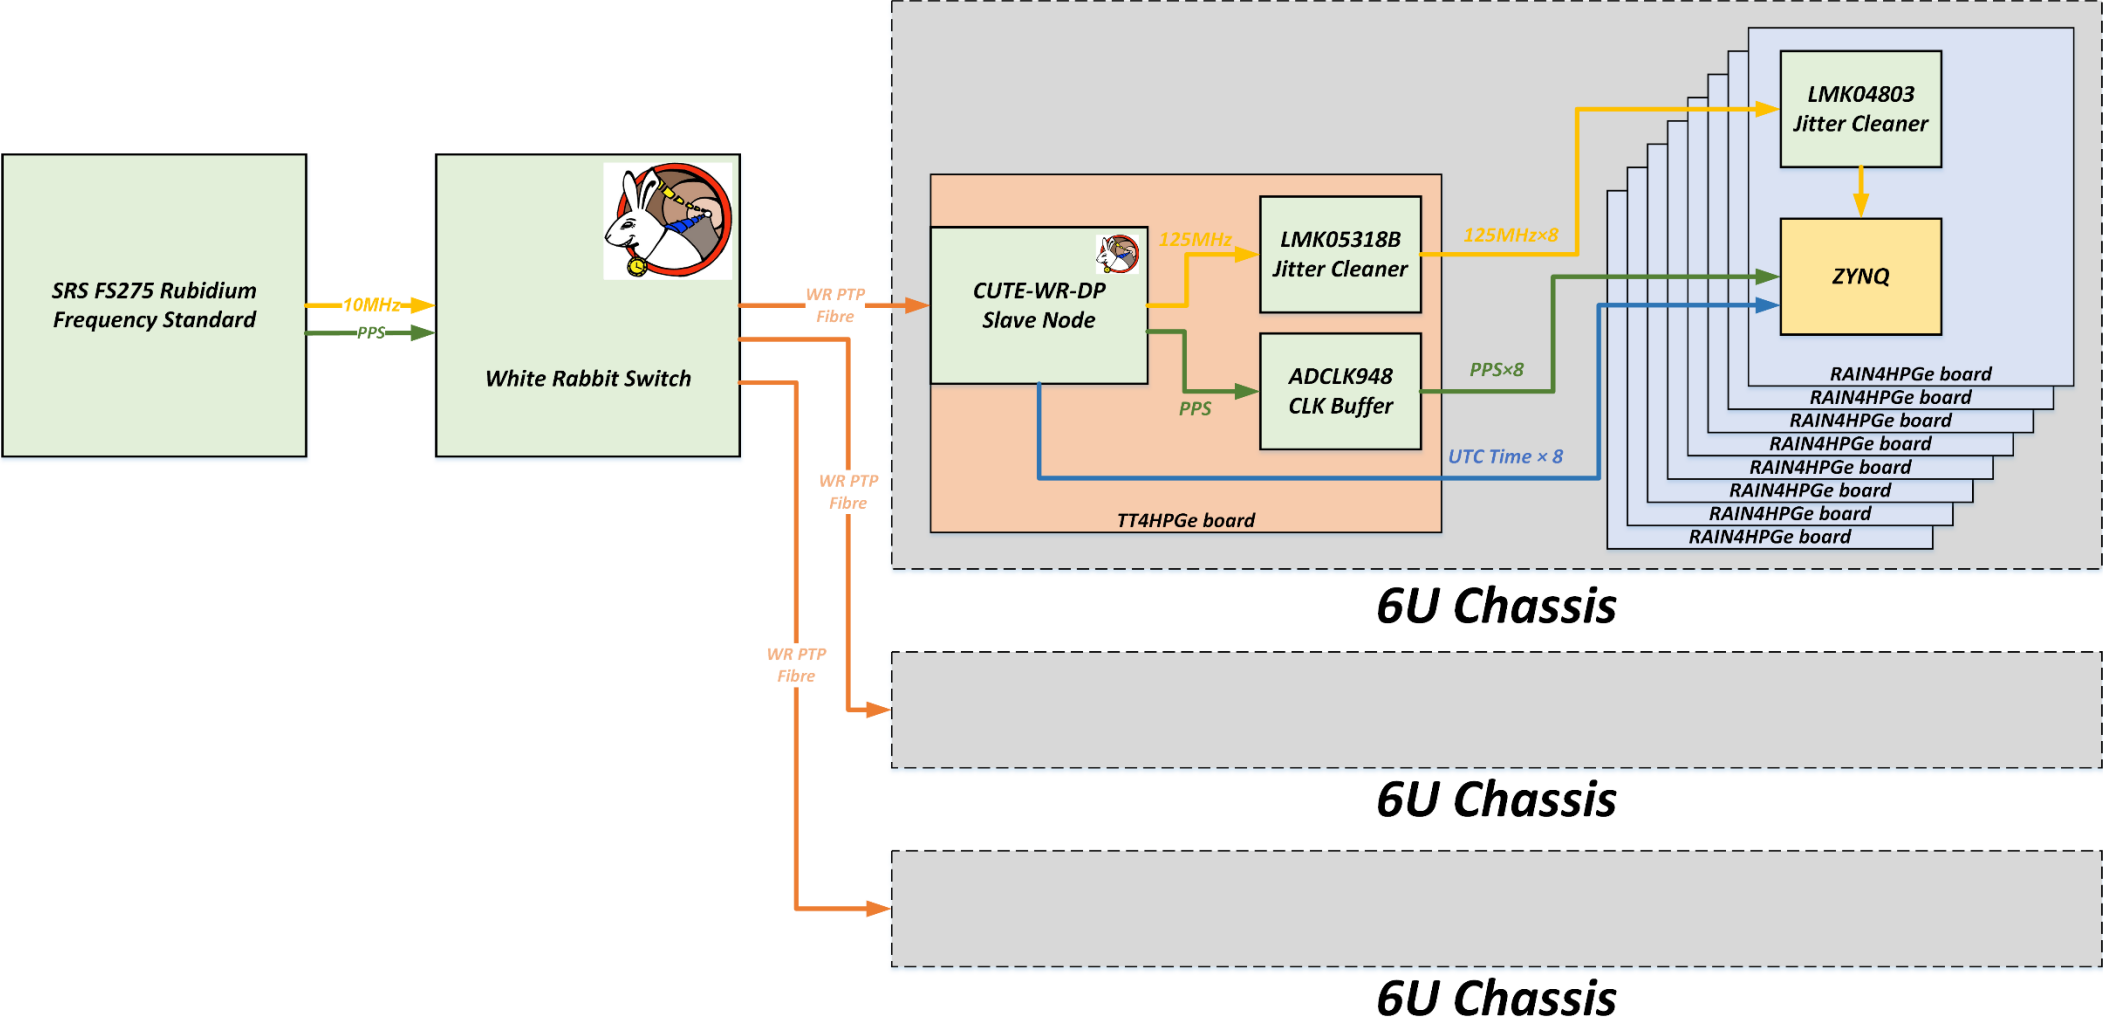 SRS FS275 Rubidium
Frequency Standard
10MHz
PPS
White Rabbit Switch
WR PTP
Fibre
WR PTP
Fibre
WR PTP
Fibre
CUTE-WR-DP
Slave Node
125MHz
PPS
LMK05318B
Jitter Cleaner
ADCLK948
CLK Buffer
TT4HPGe board
125MHz×8
PPS×8
UTC Time × 8
LMK04803
Jitter Cleaner
ZYNQ
RAIN4HPGe board
RAIN4HPGe board
RAIN4HPGe board
RAIN4HPGe board
RAIN4HPGe board
RAIN4HPGe board
RAIN4HPGe board
RAIN4HPGe board
6U Chassis
6U Chassis
6U Chassis